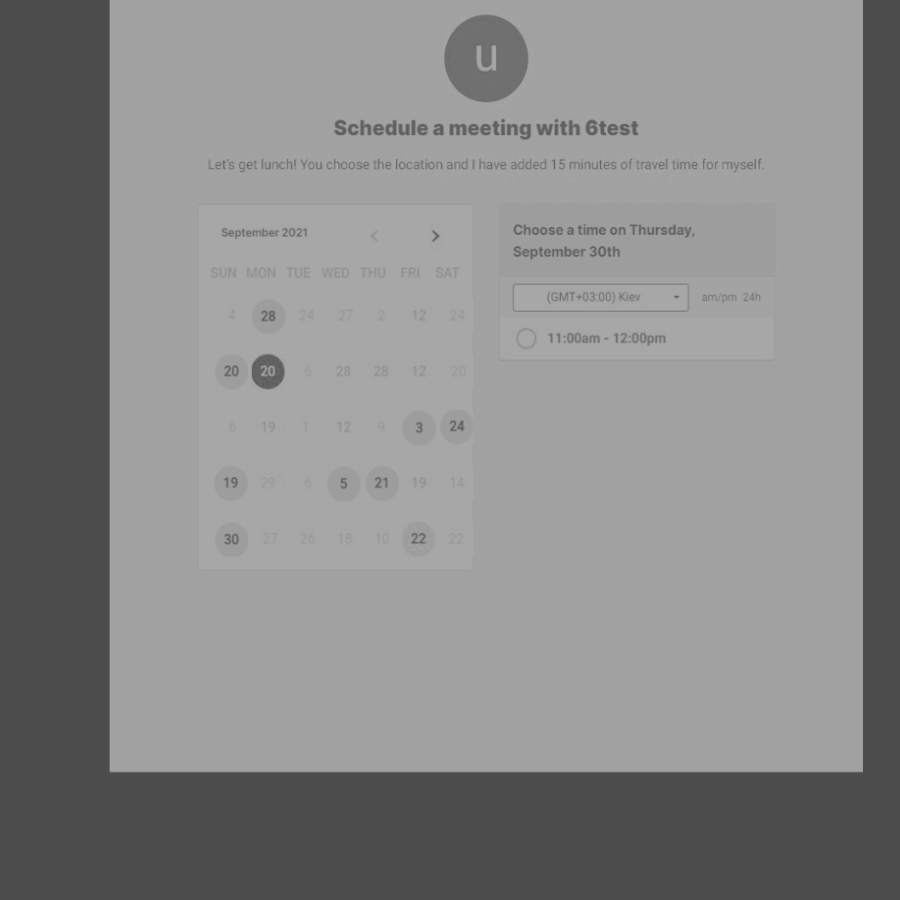 u
Schedule a meeting with 6test
Let's get lunch! You choose the location and I have added 15 minutes of travel time for myself.
September 2021
SUN MON TUE WED THU FRI SAT
4 28 24 27 2 12 24
20 20 6 28 28 12 20
6 19 1 12 9 3 24
19 29 6 5 21 19 14
30 27 26 18 10 22 22
Choose a time on Thursday,
September 30th
(GMT+03:00) Kiev am/pm 24h
11:00am - 12:00pm